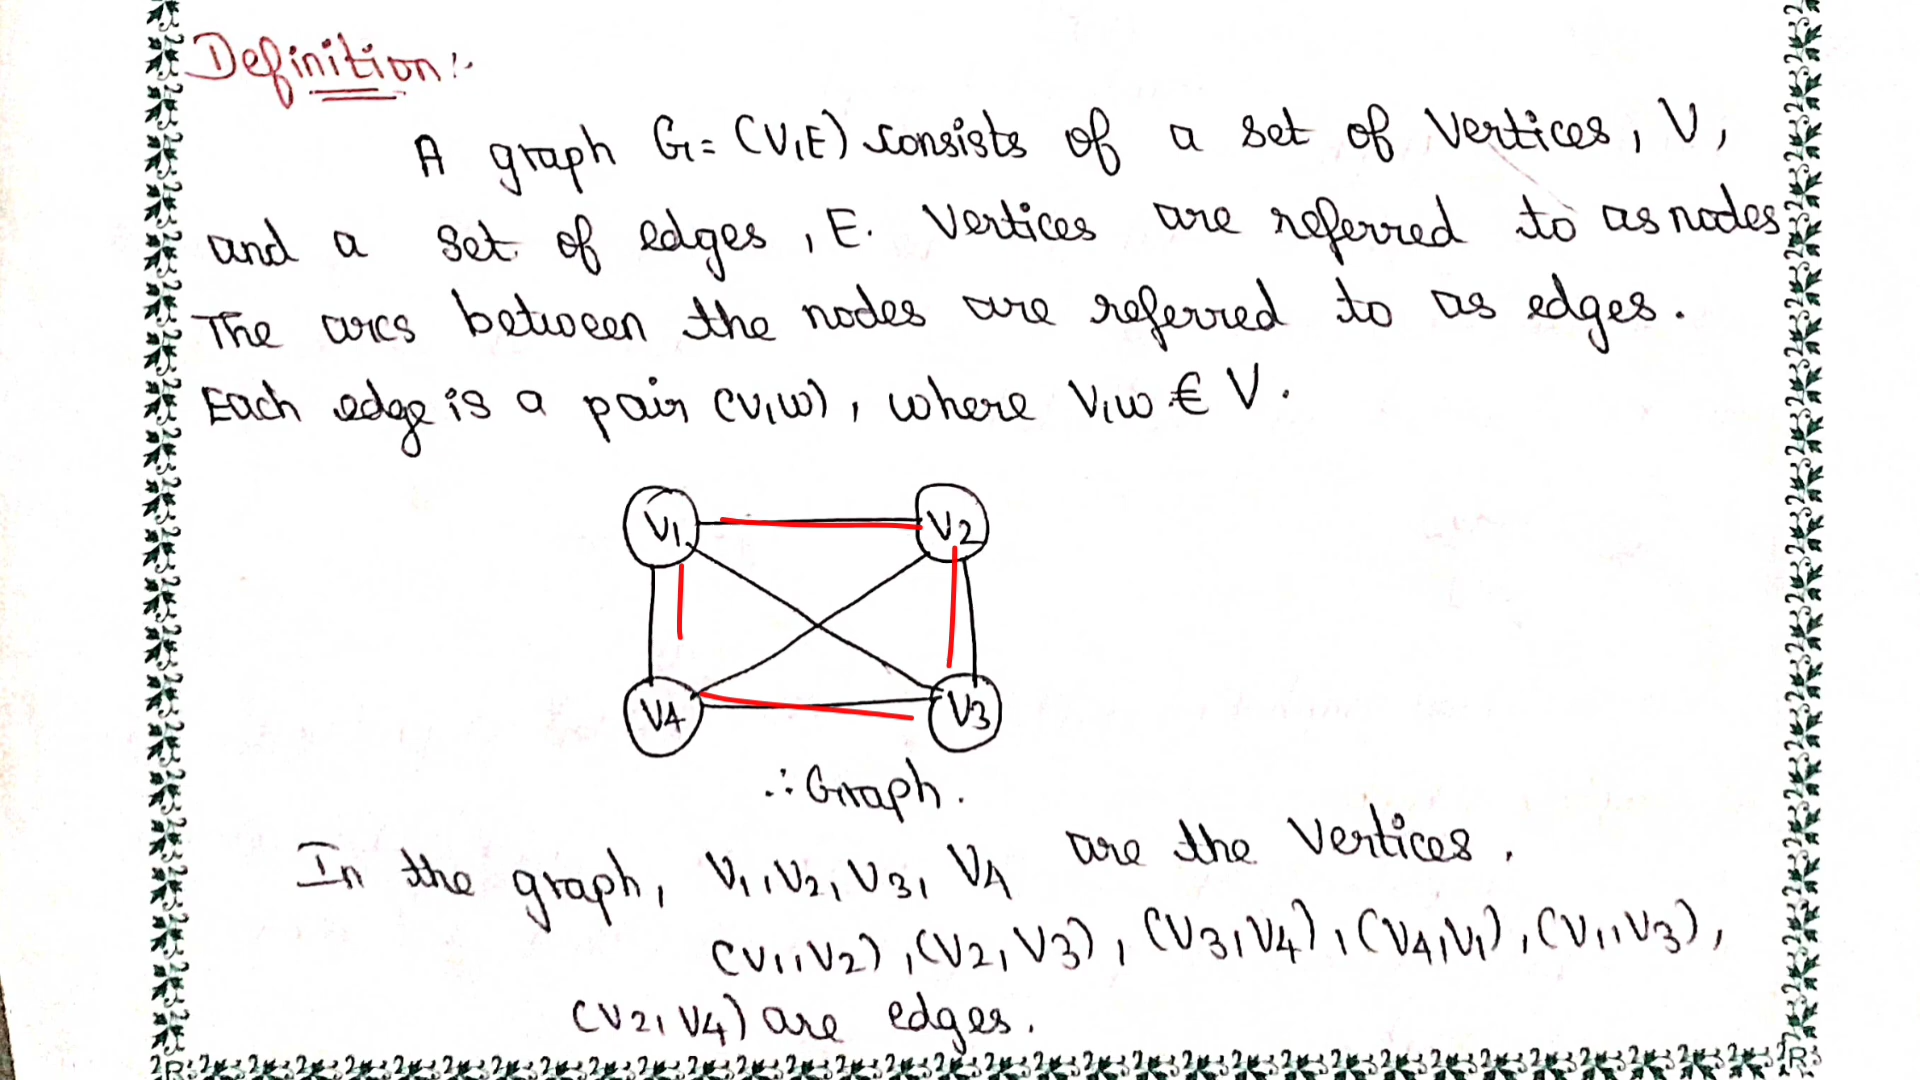 Definition:-
A graph G = (V,E) consists of a set of vertices, V,
and a set of edges, E. Vertices are referred to as nodes
The arcs between the nodes are referred to as edges.
Each edge is a pair (v,w), where v,w € V.
V1 V2
V4 V3
∴ Graph.
In the graph, V1, V2, V3, V4 are the vertices.
(V1, V2), (V2, V3), (V3, V4), (V4, V1), (V1, V3),
(V2, V4) are edges.